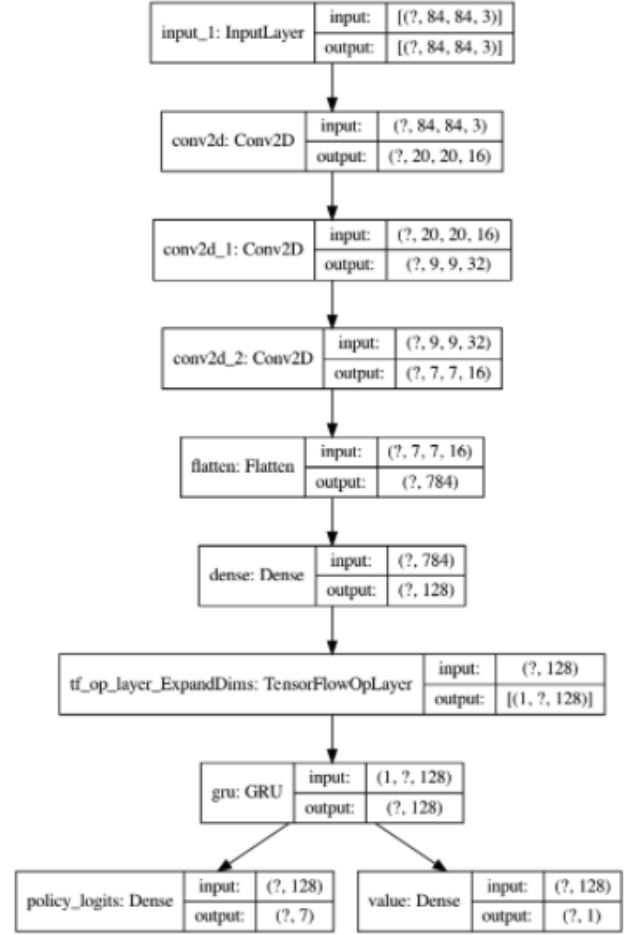 input_1: InputLayer
input: [(?, 84, 84, 3)]
output: [(?, 84, 84, 3)]
conv2d: Conv2D
input: (?, 84, 84, 3)
output: (?, 20, 20, 16)
conv2d_1: Conv2D
input: (?, 20, 20, 16)
output: (?, 9, 9, 32)
conv2d_2: Conv2D
input: (?, 9, 9, 32)
output: (?, 7, 7, 16)
flatten: Flatten
input: (?, 7, 7, 16)
output: (?, 784)
dense: Dense
input: (?, 784)
output: (?, 128)
tf_op_layer_ExpandDims: TensorFlowOpLayer
input: (?, 128)
output: [(1, ?, 128)]
gru: GRU
input: (1, ?, 128)
output: (?, 128)
policy_logits: Dense
input: (?, 128)
output: (?, 7)
value: Dense
input: (?, 128)
output: (?, 1)